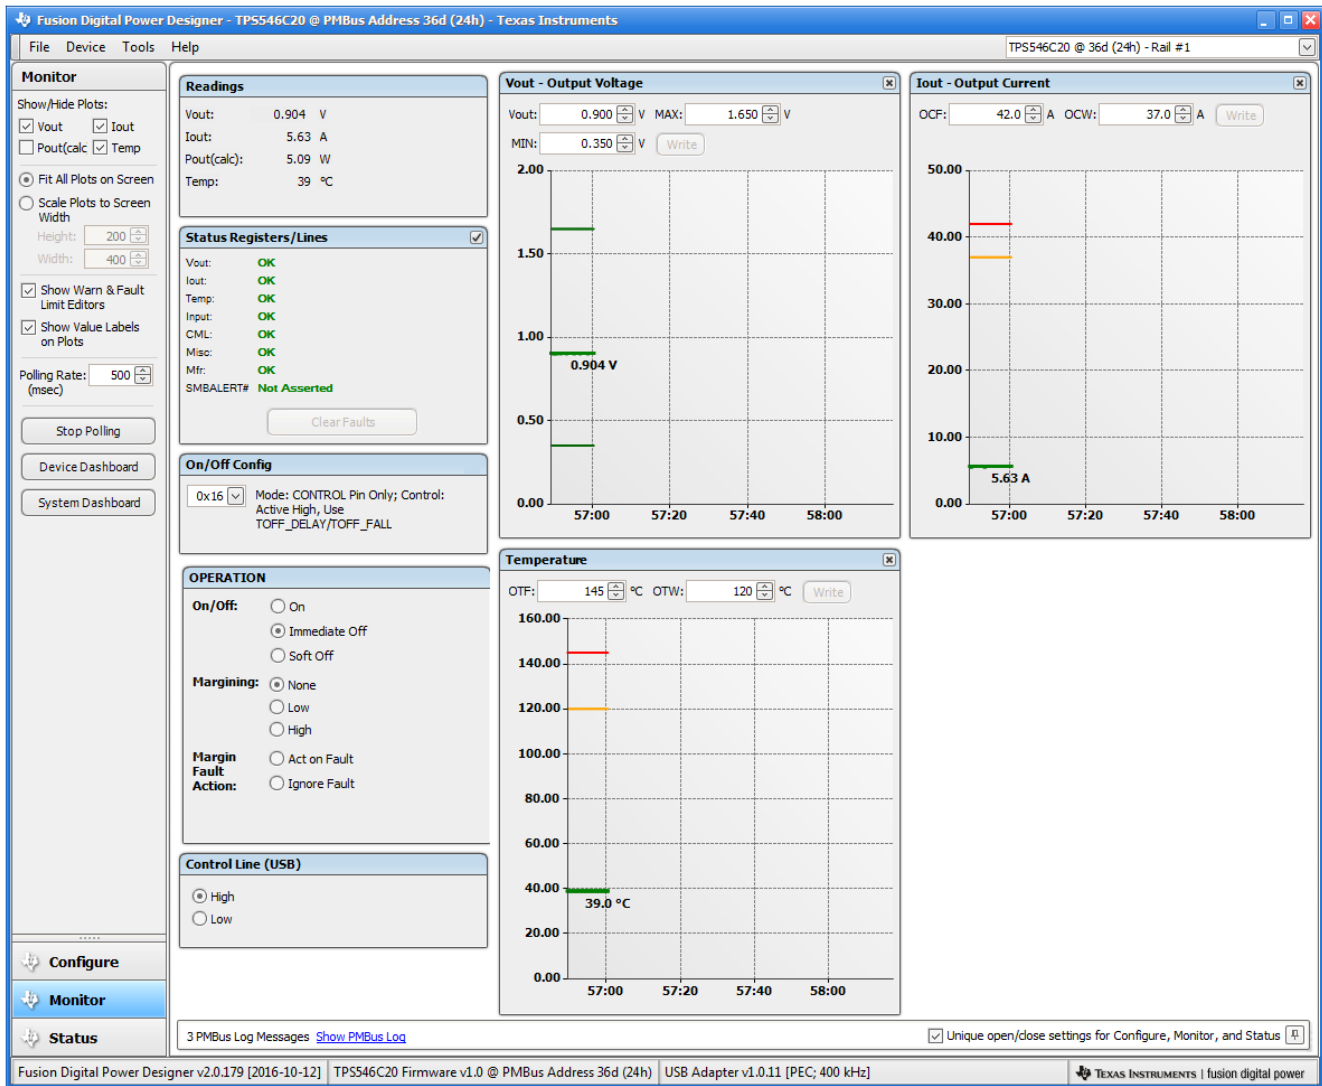 Fusion Digital Power Designer - TPS546C20 @ PMBus Address 36d (24h) - Texas Instruments
File Device Tools Help
TPS546C20 @ 36d (24h) - Rail #1
Monitor
Show/Hide Plots:
Vout Iout
Pout(calc Temp
Fit All Plots on Screen
Scale Plots to Screen
Width
Height: 200
Width: 400
Show Warn & Fault
Limit Editors
Show Value Labels
on Plots
Polling Rate: 500
(msec)
Stop Polling
Device Dashboard
System Dashboard
Configure
Monitor
Status
Readings
Vout: 0.904 V
Iout: 5.63 A
Pout(calc): 5.09 W
Temp: 39 °C
Status Registers/Lines
Vout: OK
Iout: OK
Temp: OK
Input: OK
CML: OK
Misc: OK
Mfr: OK
SMBALERT# Not Asserted
Clear Faults
On/Off Config
0x16 Mode: CONTROL Pin Only; Control:
Active High, Use
TOFF_DELAY/TOFF_FALL
OPERATION
On/Off: On
Immediate Off
Soft Off
Margining: None
Low
High
Margin Act on Fault
Fault
Action: Ignore Fault
Control Line (USB)
High
Low
Vout - Output Voltage
Vout: 0.900 V MAX: 1.650 V
MIN: 0.350 V Write
2.00
1.50
1.00
0.904 V
0.50
0.00
57:00 57:20 57:40 58:00
Iout - Output Current
OCF: 42.0 A OCW: 37.0 A Write
50.00
40.00
30.00
20.00
10.00
5.63 A
0.00
57:00 57:20 57:40 58:00
Temperature
OTF: 145 °C OTW: 120 °C Write
160.00
140.00
120.00
100.00
80.00
60.00
40.00
39.0 °C
20.00
0.00
57:00 57:20 57:40 58:00
3 PMBus Log Messages Show PMBus Log
Unique open/close settings for Configure, Monitor, and Status
Fusion Digital Power Designer v2.0.179 [2016-10-12] TPS546C20 Firmware v1.0 @ PMBus Address 36d (24h) USB Adapter v1.0.11 [PEC; 400 kHz] TEXAS INSTRUMENTS | fusion digital power